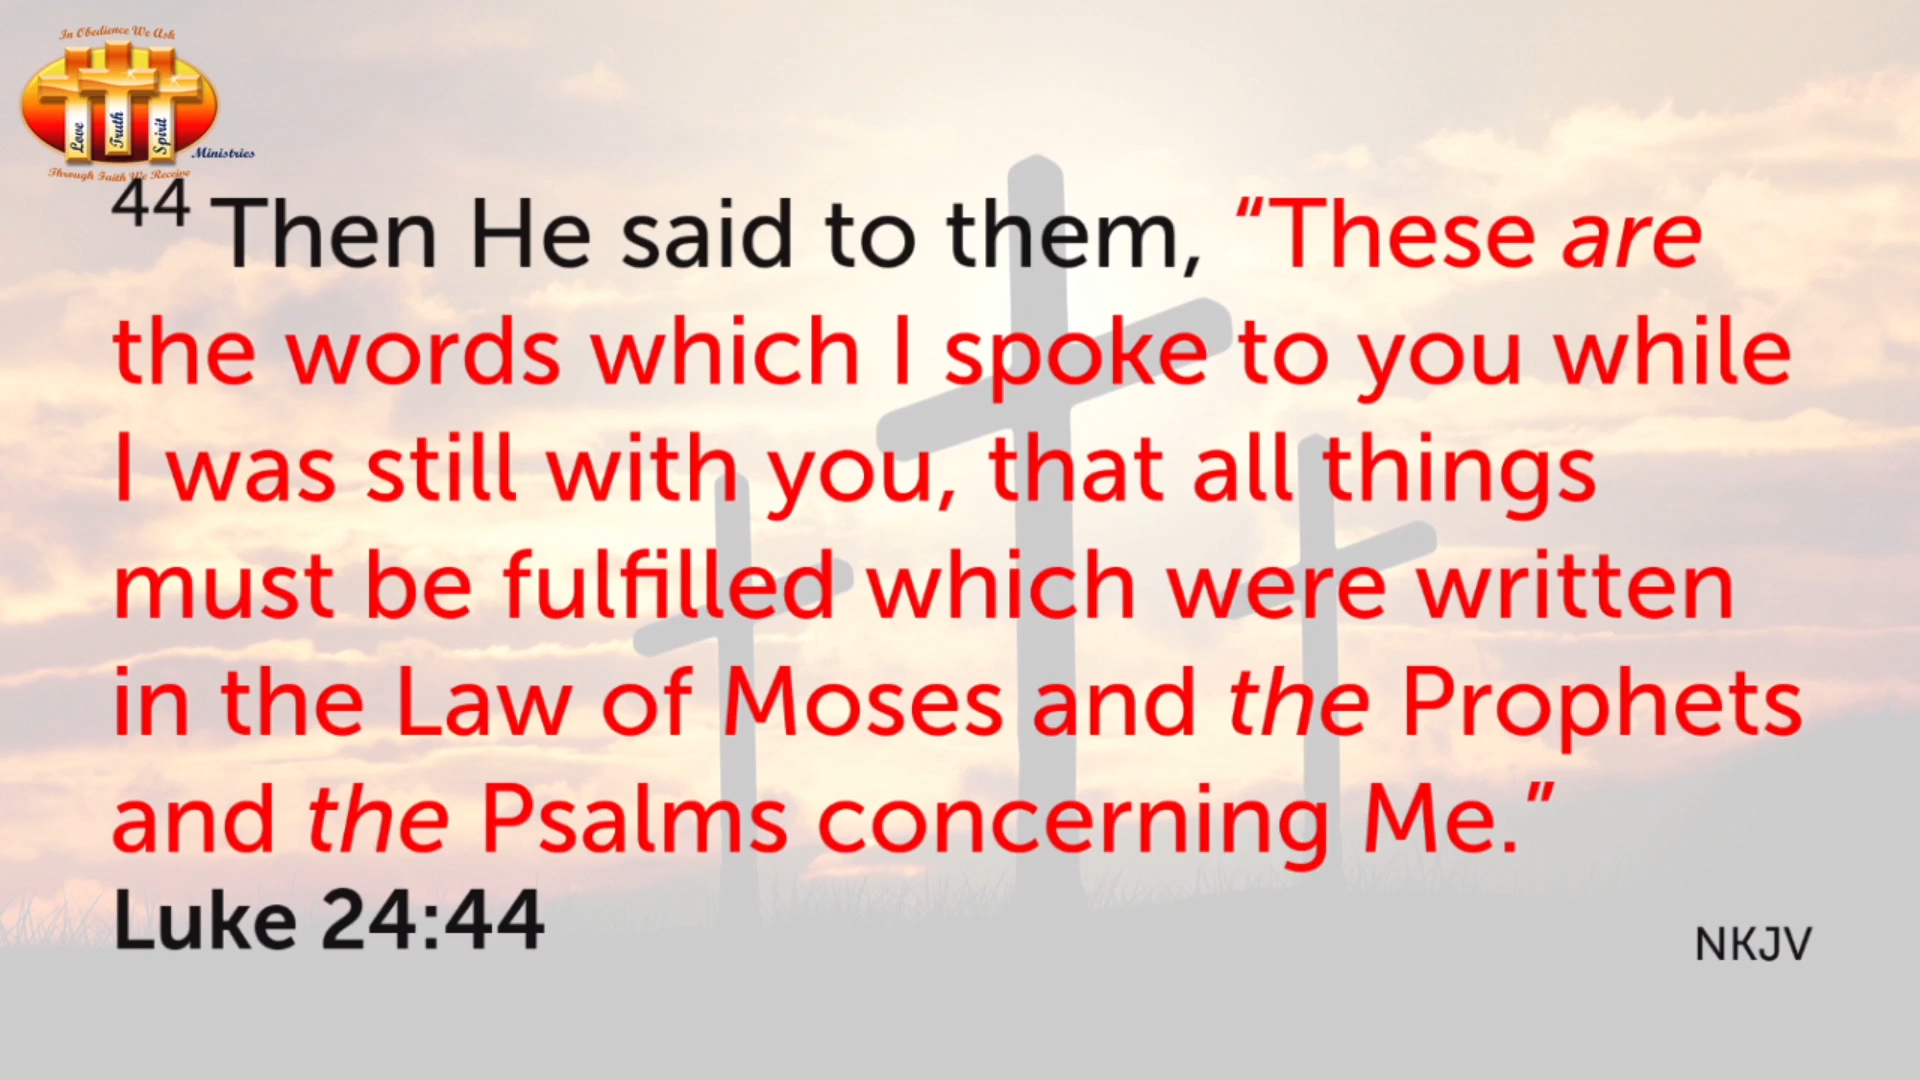 In Obedience We Ask
Love
Truth
Spirit
Ministries
Through Faith We Receive
44 Then He said to them, “These are
the words which I spoke to you while
I was still with you, that all things
must be fulfilled which were written
in the Law of Moses and the Prophets
and the Psalms concerning Me.”
Luke 24:44
NKJV